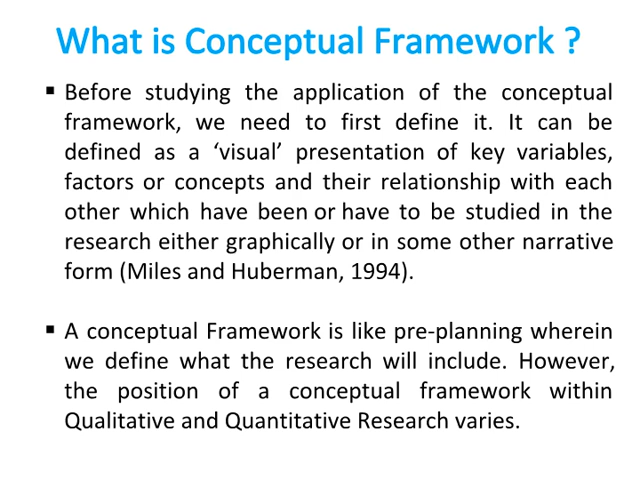 What is Conceptual Framework ?
▪ Before studying the application of the conceptual
framework, we need to first define it. It can be
defined as a ‘visual’ presentation of key variables,
factors or concepts and their relationship with each
other which have been or have to be studied in the
research either graphically or in some other narrative
form (Miles and Huberman, 1994).
▪ A conceptual Framework is like pre-planning wherein
we define what the research will include. However,
the position of a conceptual framework within
Qualitative and Quantitative Research varies.